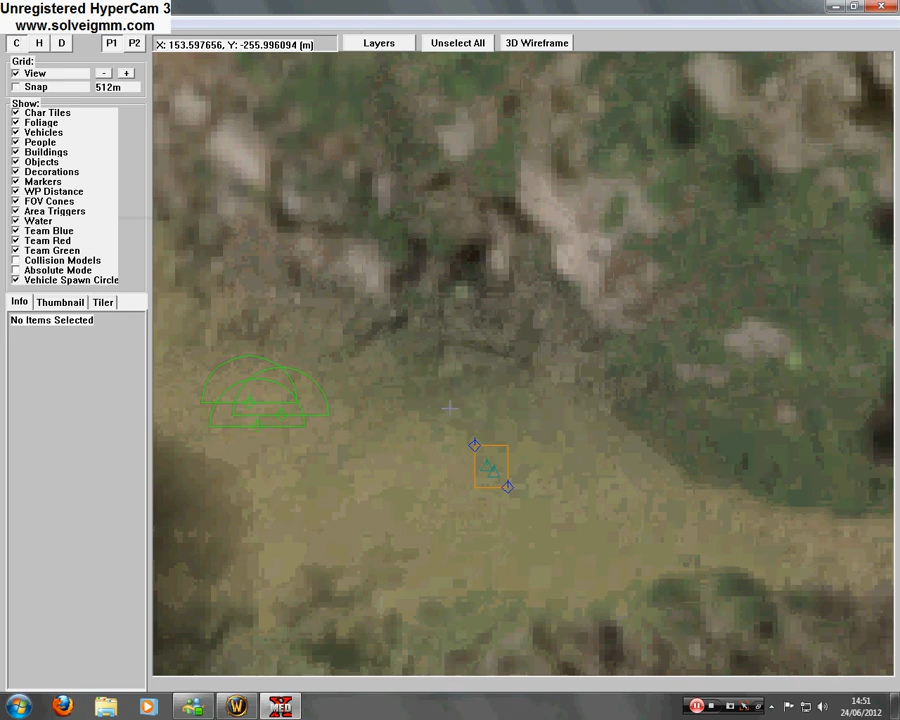 Unregistered HyperCam 3
www.solveigmm.com
C H D P1 P2 X: 153.597656, Y: -255.996094 (m) Layers Unselect All 3D Wireframe
Grid:
View - +
Snap 512m
Show:
Char Tiles
Foliage
Vehicles
People
Buildings
Objects
Decorations
Markers
WP Distance
FOV Cones
Area Triggers
Water
Team Blue
Team Red
Team Green
Collision Models
Absolute Mode
Vehicle Spawn Circle
Info Thumbnail Tiler
No Items Selected
W MED
14:51
24/06/2012